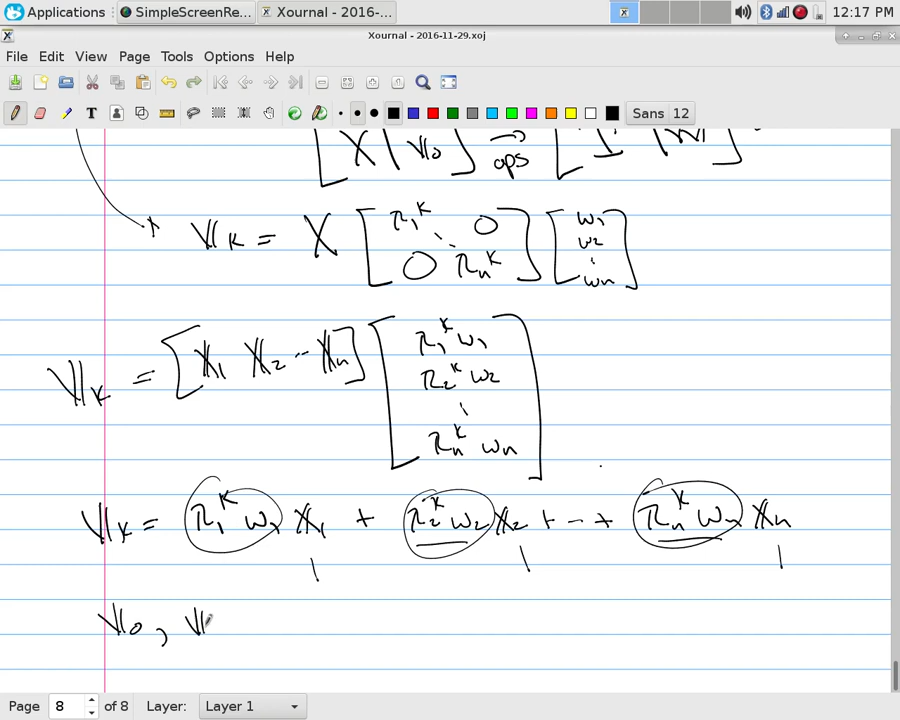 Applications SimpleScreenRe... Xournal - 2016-... 12:17 PM
Xournal - 2016-11-29.xoj
File Edit View Page Tools Options Help
Sans 12
[X | V0] → ops [I | W]
Vk = X [λ1^k 0 ⋱ 0 λn^k] [w1 w2 ⋮ wn]
Vk = [X1 X2 ... Xn] [λ1^k w1 λ2^k w2 ⋮ λn^k wn]
Vk = λ1^k w1 X1 + λ2^k w2 X2 + ... + λn^k wn Xn
V0, V
Page 8 of 8 Layer: Layer 1